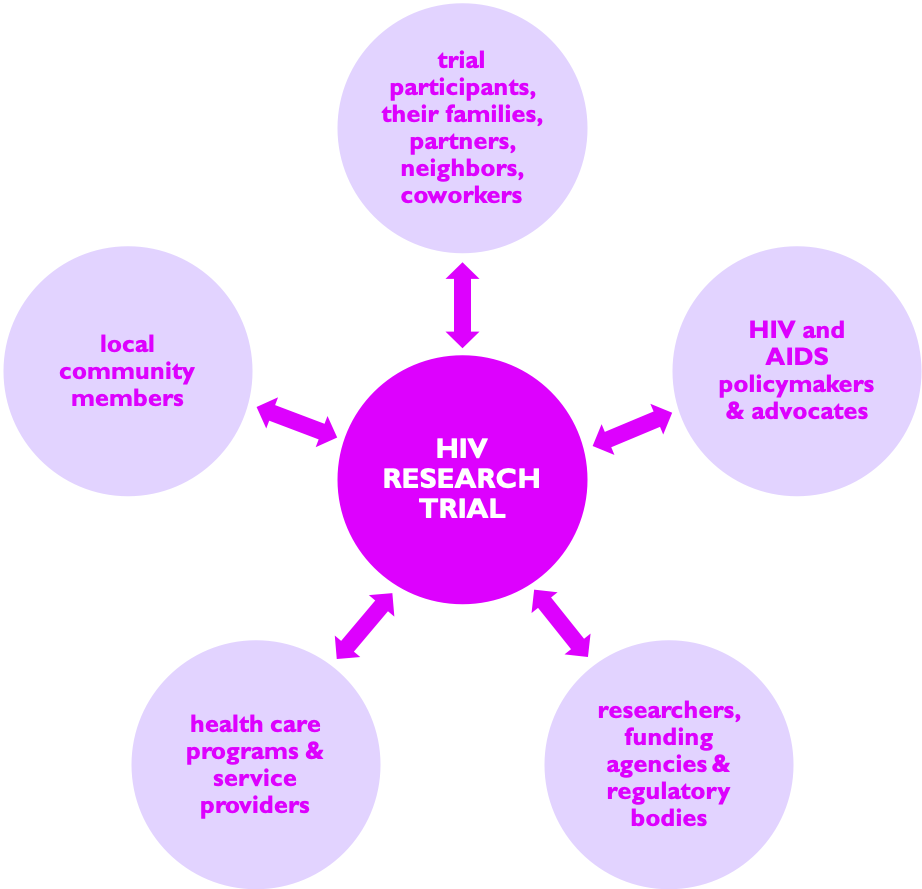 trial
participants,
their families,
partners,
neighbors,
coworkers
local
community
members
HIV and
AIDS
policymakers
& advocates
HIV
RESEARCH
TRIAL
health care
programs &
service
providers
researchers,
funding
agencies &
regulatory
bodies